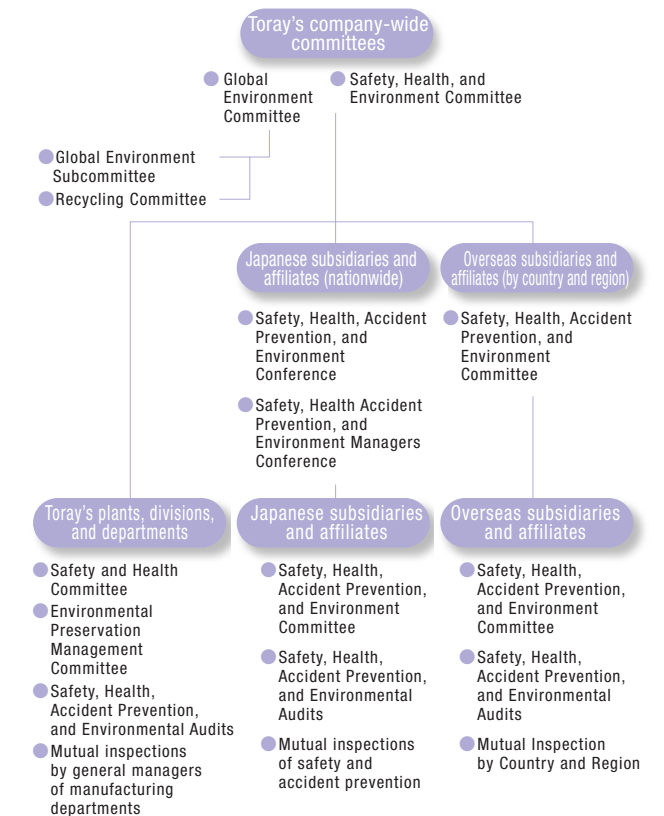 Toray's company-wide
committees
Global
Environment
Committee
Safety, Health, and
Environment Committee
Global Environment
Subcommittee
Recycling Committee
Japanese subsidiaries and
affiliates (nationwide)
Safety, Health, Accident
Prevention, and
Environment
Conference
Safety, Health Accident
Prevention, and
Environment Managers
Conference
Overseas subsidiaries and
affiliates (by country and region)
Safety, Health, Accident
Prevention, and
Environment
Committee
Toray's plants, divisions,
and departments
Safety and Health
Committee
Environmental
Preservation
Management
Committee
Safety, Health,
Accident Prevention,
and Environmental Audits
Mutual inspections
by general managers
of manufacturing
departments
Japanese subsidiaries
and affiliates
Safety, Health,
Accident Prevention,
and Environment
Committee
Safety, Health,
Accident Prevention,
and Environmental
Audits
Mutual inspections
of safety and
accident prevention
Overseas subsidiaries
and affiliates
Safety, Health,
Accident Prevention,
and Environment
Committee
Safety, Health,
Accident Prevention,
and Environmental
Audits
Mutual Inspection
by Country and Region